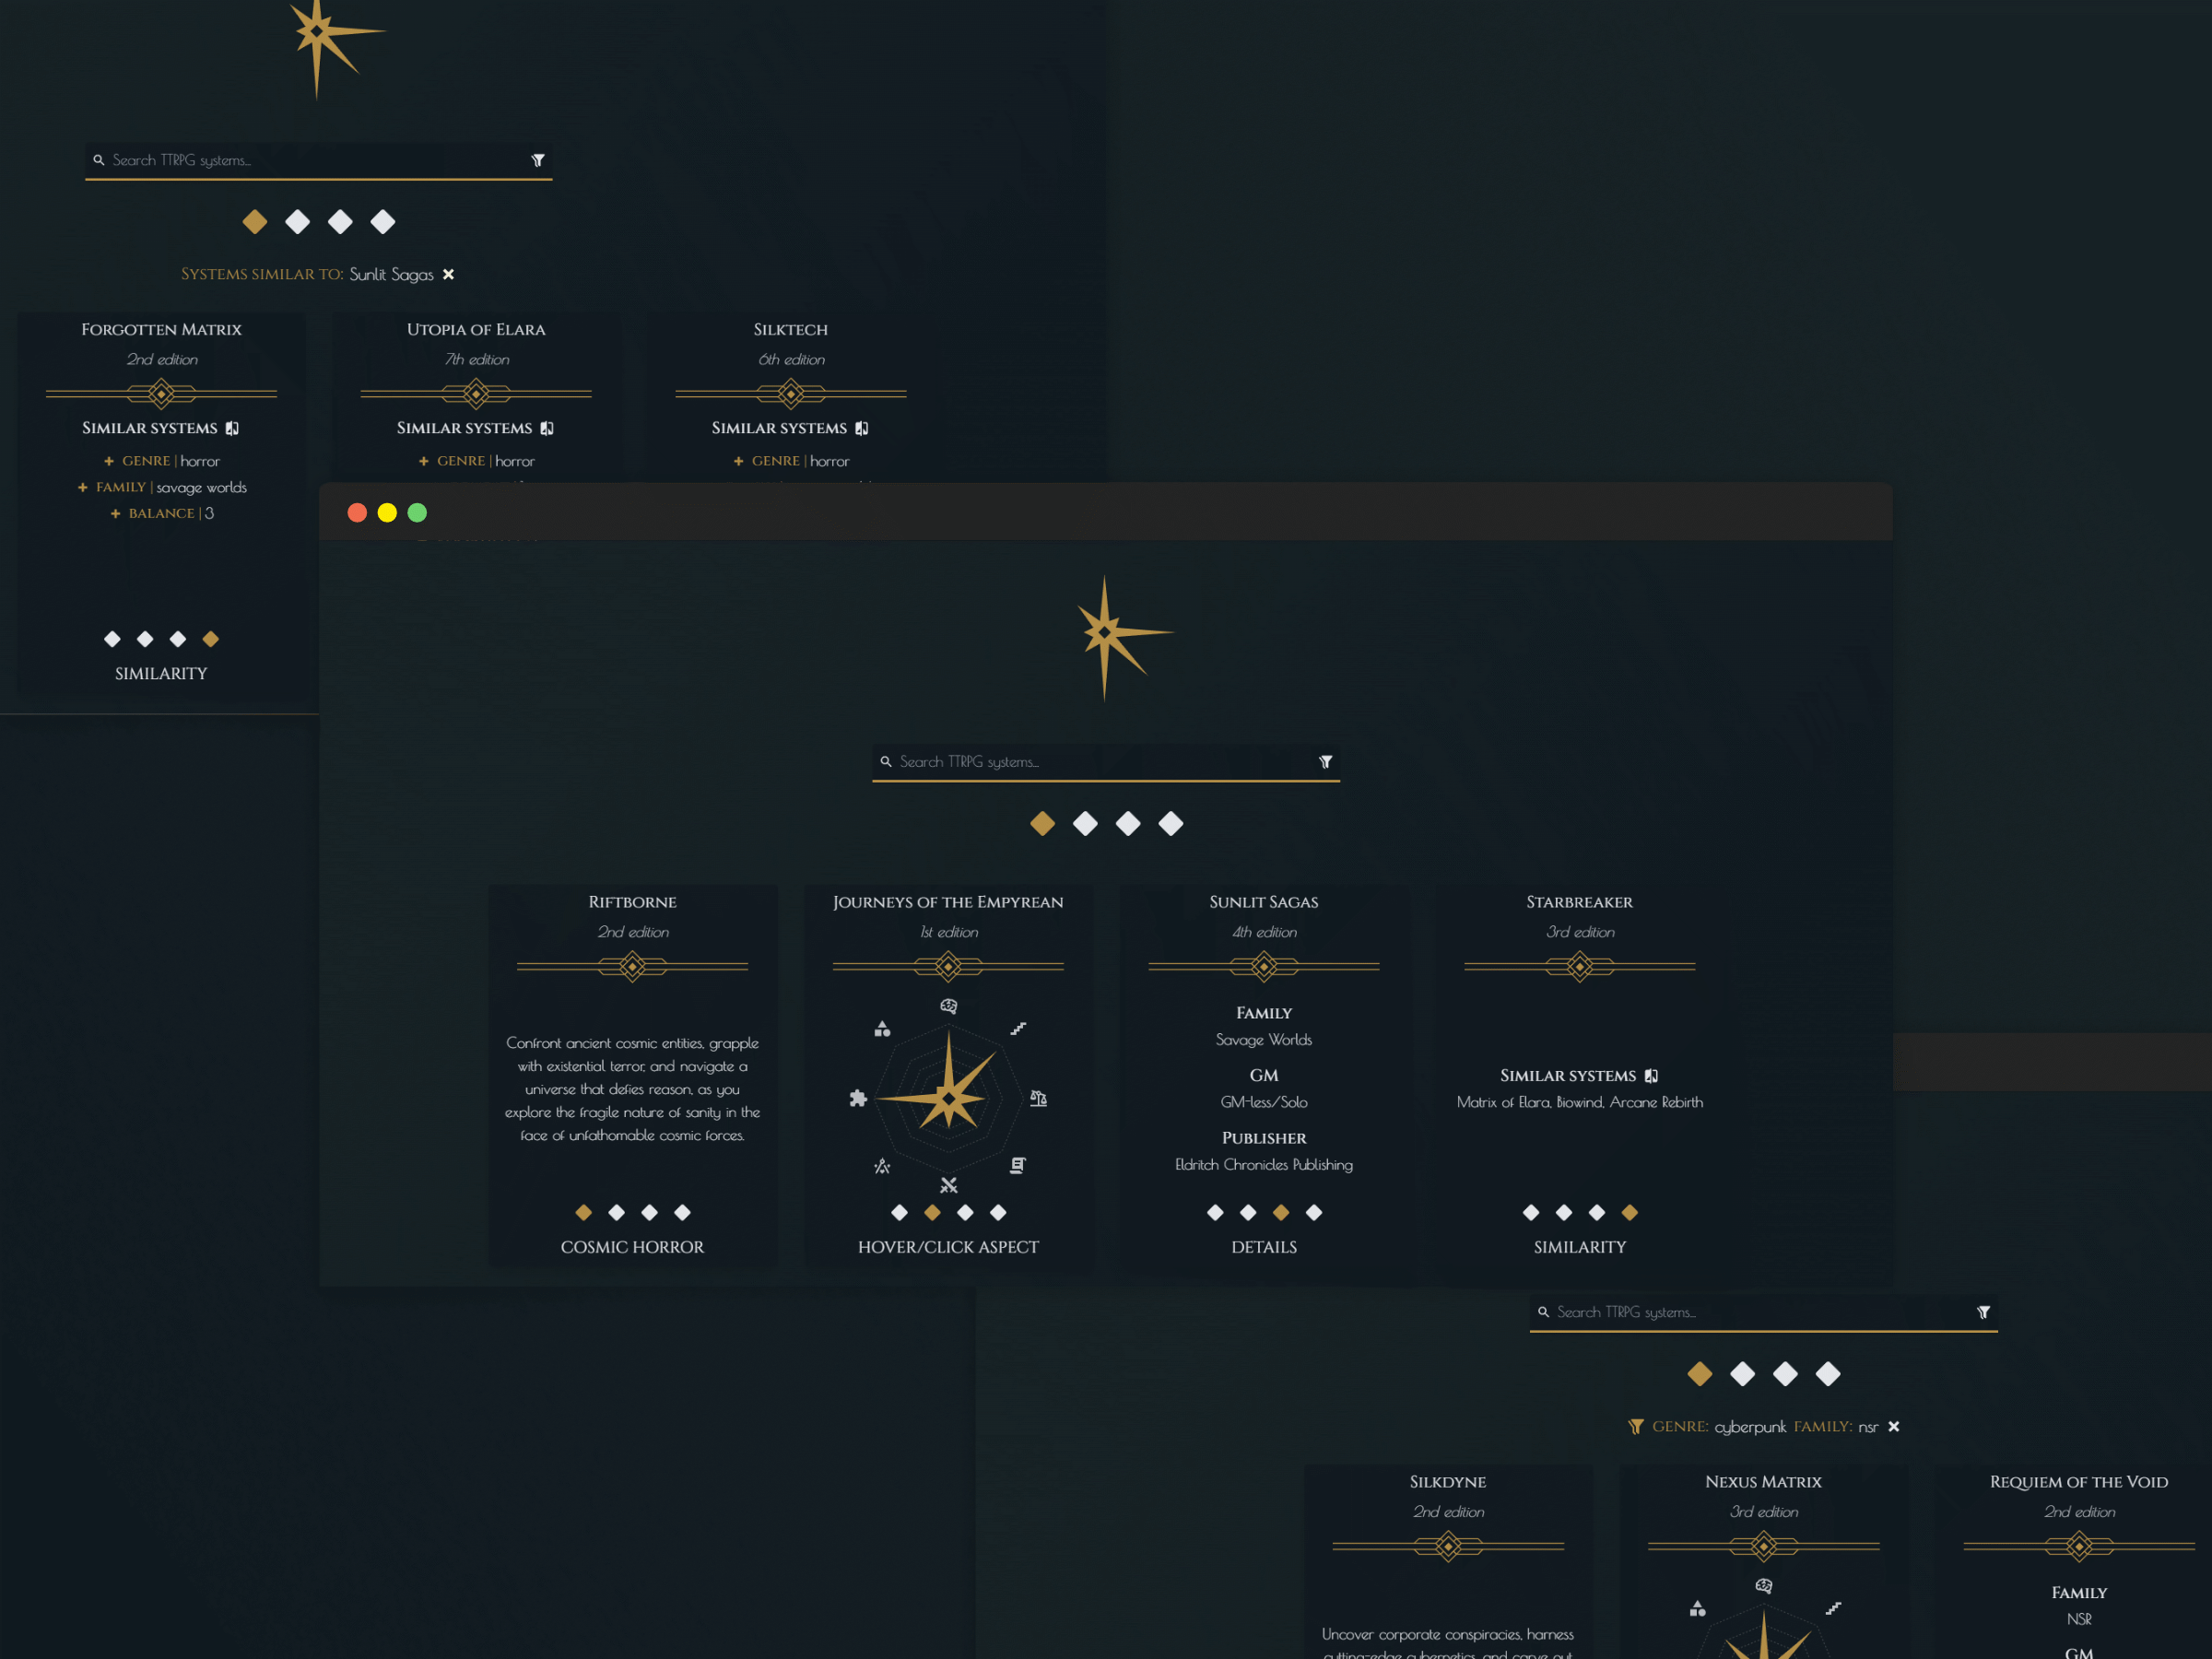 Search TTRPG systems...
Systems similar to: Sunlit Sagas
Forgotten Matrix
2nd edition
Similar systems
Genre | horror
Family | savage worlds
Balance | 3
Similarity
Utopia of Elara
7th edition
Similar systems
Genre | horror
Silktech
6th edition
Similar systems
Genre | horror
Search TTRPG systems...
Riftborne
2nd edition
Confront ancient cosmic entities, grapple
with existential terror, and navigate a
universe that defies reason, as you
explore the fragile nature of sanity in the
face of unfathomable cosmic forces.
Cosmic Horror
Journeys of the Empyrean
1st edition
Hover/Click Aspect
Sunlit Sagas
4th edition
Family
Savage Worlds
GM
GM-less/Solo
Publisher
Eldritch Chronicles Publishing
Details
Starbreaker
3rd edition
Similar systems
Matrix of Elara, Biowind, Arcane Rebirth
Similarity
Search TTRPG systems...
Genre: cyberpunk Family: nsr
Silkdyne
2nd edition
Uncover corporate conspiracies, harness
cutting-edge cybernetics, and carve out
Nexus Matrix
3rd edition
Requiem of the Void
2nd edition
Family
NSR
GM